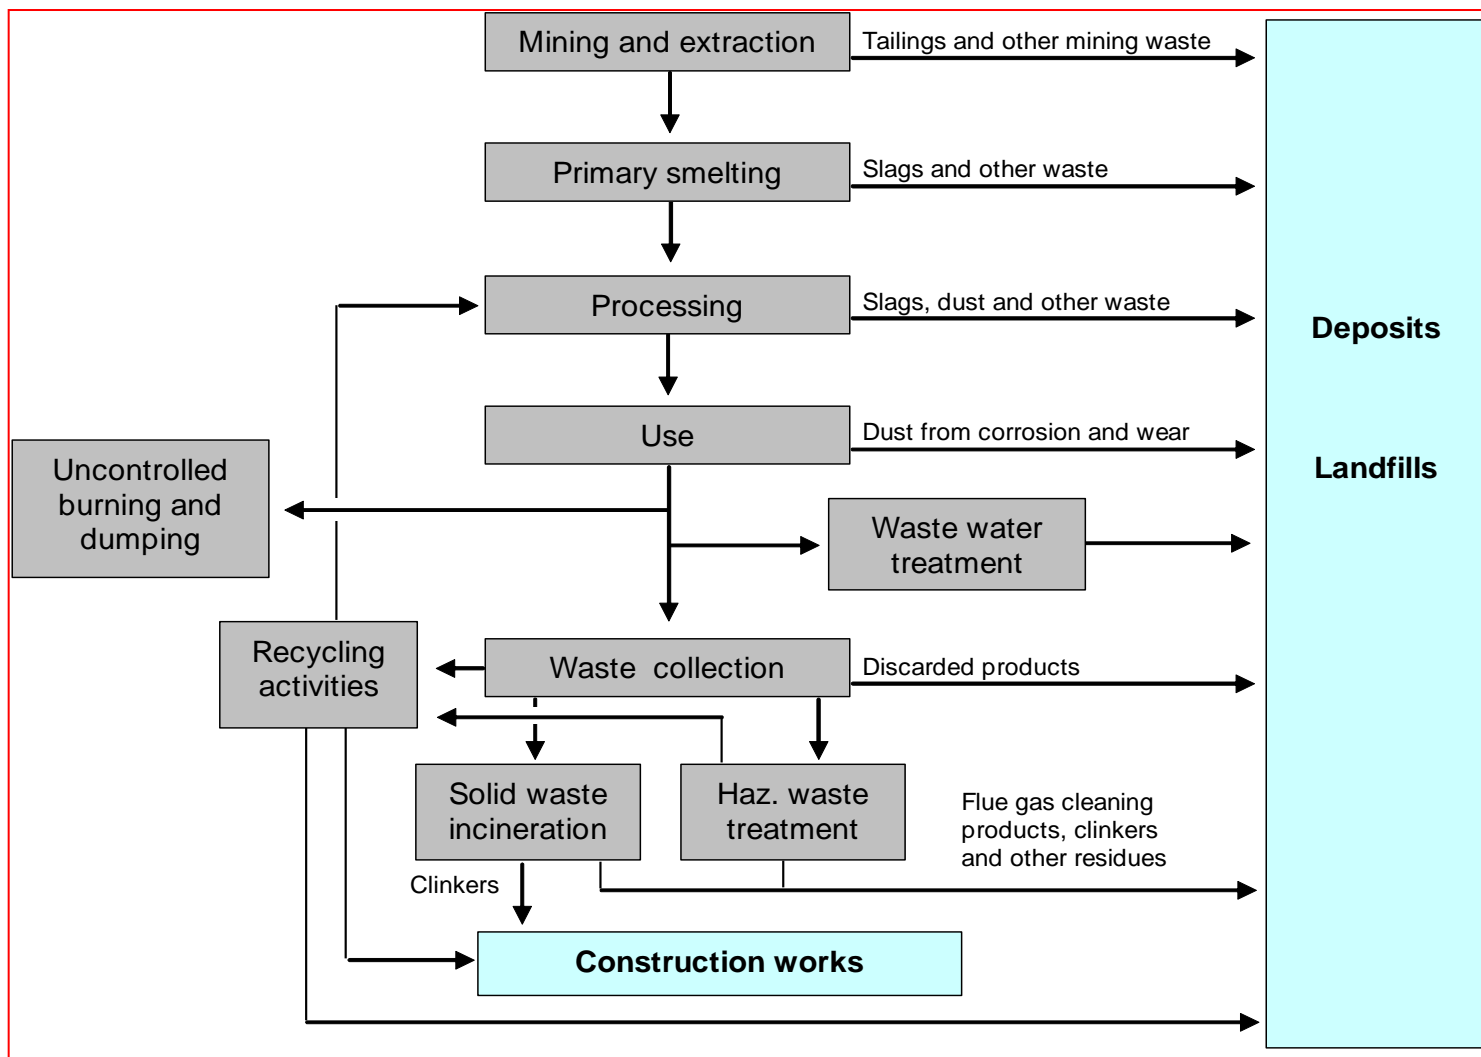 Mining and extraction
Tailings and other mining waste
Primary smelting
Slags and other waste
Processing
Slags, dust and other waste
Deposits
Use
Dust from corrosion and wear
Landfills
Uncontrolled
burning and
dumping
Waste water
treatment
Recycling
activities
Waste collection
Discarded products
Solid waste
incineration
Haz. waste
treatment
Flue gas cleaning
products, clinkers
and other residues
Clinkers
Construction works